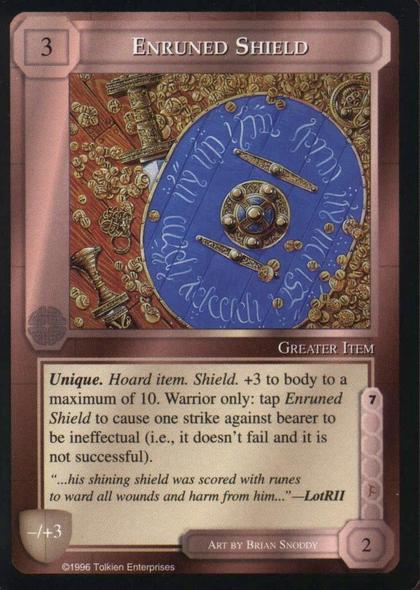 3
ENRUNED SHIELD
GREATER ITEM
Unique. Hoard item. Shield. +3 to body to a
maximum of 10. Warrior only: tap Enruned
Shield to cause one strike against bearer to
be ineffectual (i.e., it doesn't fail and it is
not successful).
"...his shining shield was scored with runes
to ward all wounds and harm from him..."—LotRII
7
–/+3
ART BY BRIAN SNODDY
2
©1996 Tolkien Enterprises